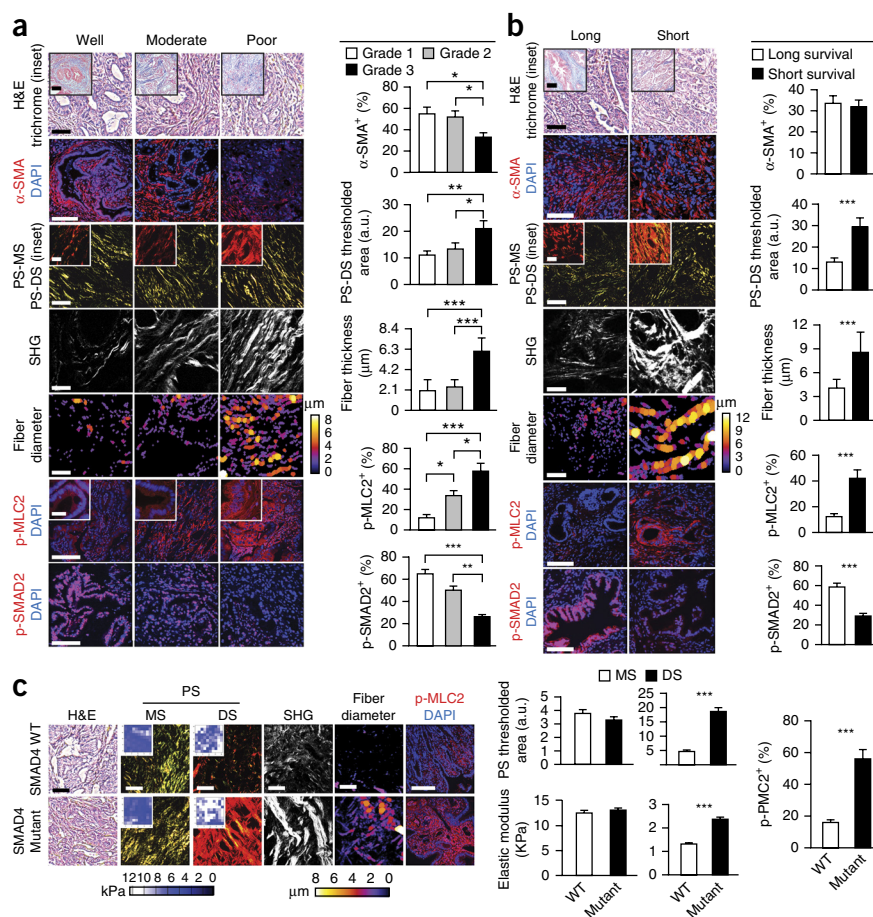 a
Well Moderate Poor
H&E
trichrome (inset)
α-SMA
DAPI
PS-MS
PS-DS (inset)
SHG
Fiber
diameter
μm
8
6
4
2
0
p-MLC2
DAPI
p-SMAD2
DAPI
Grade 1 Grade 2
Grade 3
α-SMA+ (%)
80
60
40
20
0
*
*
PS-DS thresholded
area (a.u.)
30
20
10
0
**
*
Fiber thickness
(μm)
8.4
6.3
4.2
2.1
0
***
***
p-MLC2+ (%)
80
60
40
20
0
***
*
*
p-SMAD2+ (%)
80
60
40
20
0
***
**
b
Long Short
H&E
trichrome (inset)
α-SMA
DAPI
PS-MS
PS-DS (inset)
SHG
Fiber
diameter
μm
12
9
6
3
0
p-MLC2
DAPI
p-SMAD2
DAPI
Long survival
Short survival
α-SMA+ (%)
40
30
20
10
0
PS-DS thresholded
area (a.u.)
40
30
20
10
0
***
Fiber thickness
(μm)
12
9
6
3
0
***
p-MLC2+ (%)
60
40
20
0
***
p-SMAD2+ (%)
80
60
40
20
0
***
c
PS
H&E MS DS SHG Fiber
diameter
p-MLC2
DAPI
SMAD4 WT
SMAD4
Mutant
12 10 8 6 4 2 0
kPa
8 6 4 2 0
μm
MS DS
PS thresholded
area (a.u.)
5
4
3
2
1
0
25
20
15
10
5
0
***
Elastic modulus
(KPa)
15
10
5
0
WT
Mutant
3
2
1
0
***
WT
Mutant
p-PMC2+ (%)
80
60
40
20
0
***
WT
Mutant